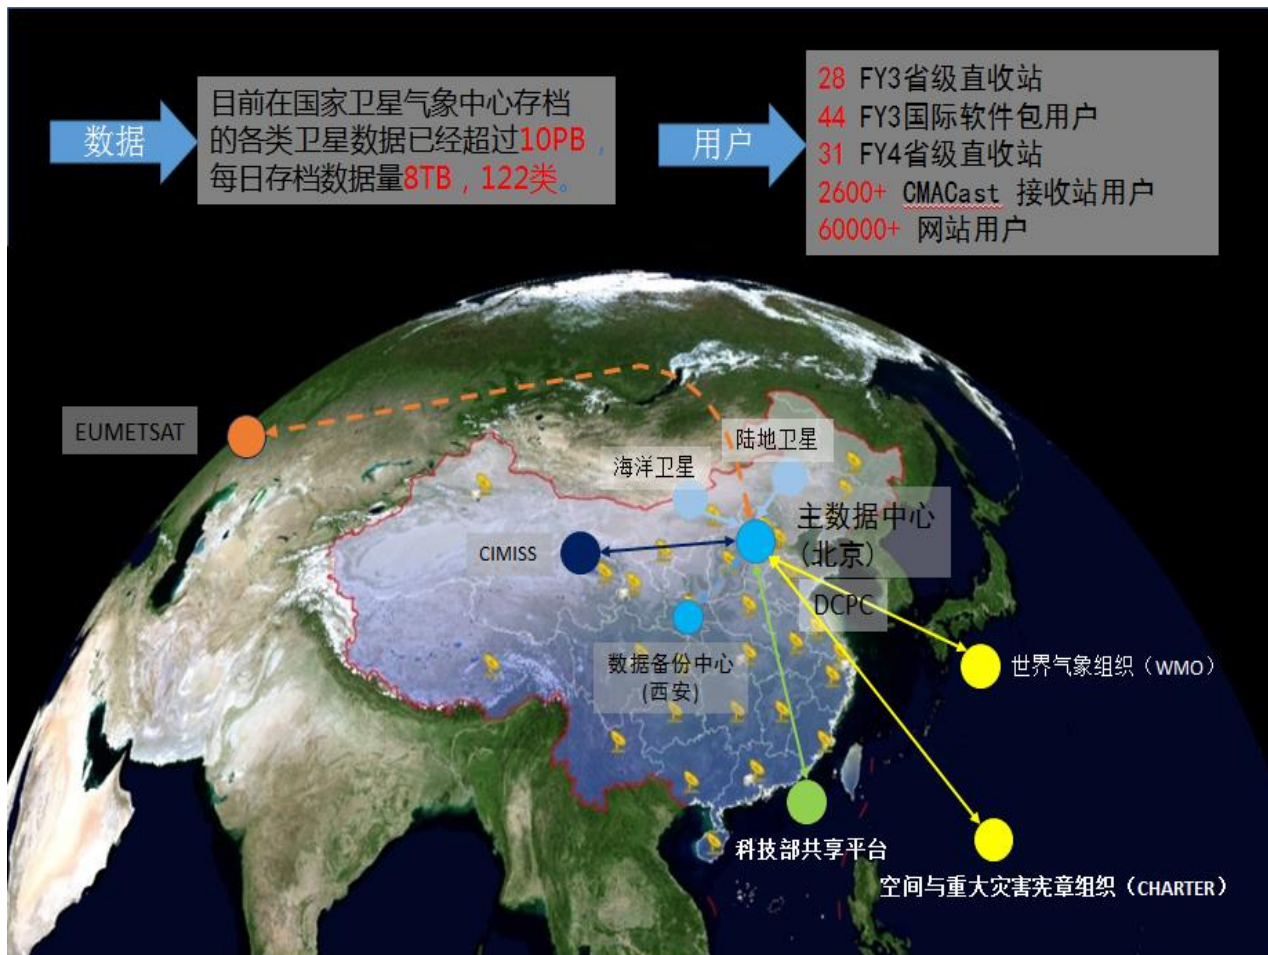 数据
目前在国家卫星气象中心存档
的各类卫星数据已经超过10PB，
每日存档数据量8TB，122类。
用户
28 FY3省级直收站
44 FY3国际软件包用户
31 FY4省级直收站
2600+ CMACast 接收站用户
60000+ 网站用户
EUMETSAT
陆地卫星
海洋卫星
主数据中心
(北京)
CIMISS
DCPC
数据备份中心
(西安)
世界气象组织（WMO）
科技部共享平台
空间与重大灾害宪章组织（CHARTER）